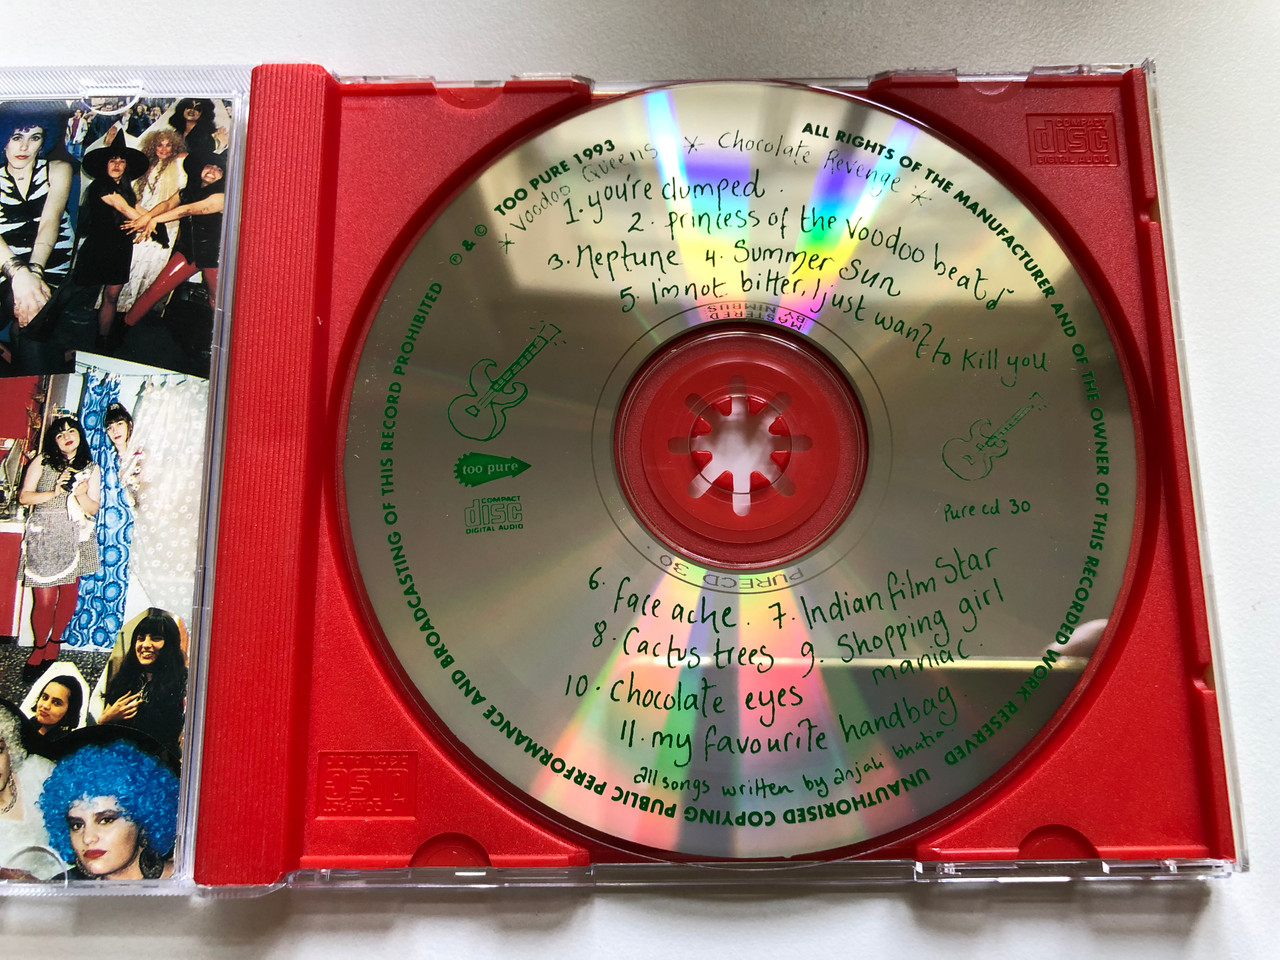 * Voodoo Queens * Chocolate Revenge *
℗ & © TOO PURE 1993
ALL RIGHTS OF THE MANUFACTURER AND OF THE OWNER OF THIS RECORDED WORK RESERVED
UNAUTHORISED COPYING PUBLIC PERFORMANCE AND BROADCASTING OF THIS RECORD PROHIBITED
1. you're dumped.
2. princess of the voodoo beat
3. Neptune 4. Summer Sun
5. I'm not bitter, I just want to kill you
MASTERED
BY NIMBUS
too pure
COMPACT
disc
DIGITAL AUDIO
Pure cd 30
PURECD 30
6. face ache. 7. Indian film star
8. Cactus trees 9. Shopping girl
maniac.
10. chocolate eyes
11. my favourite handbag.
all songs written by anjali bhatia.
COMPACT
disc
DIGITAL AUDIO
COMPACT
disc
DIGITAL AUDIO